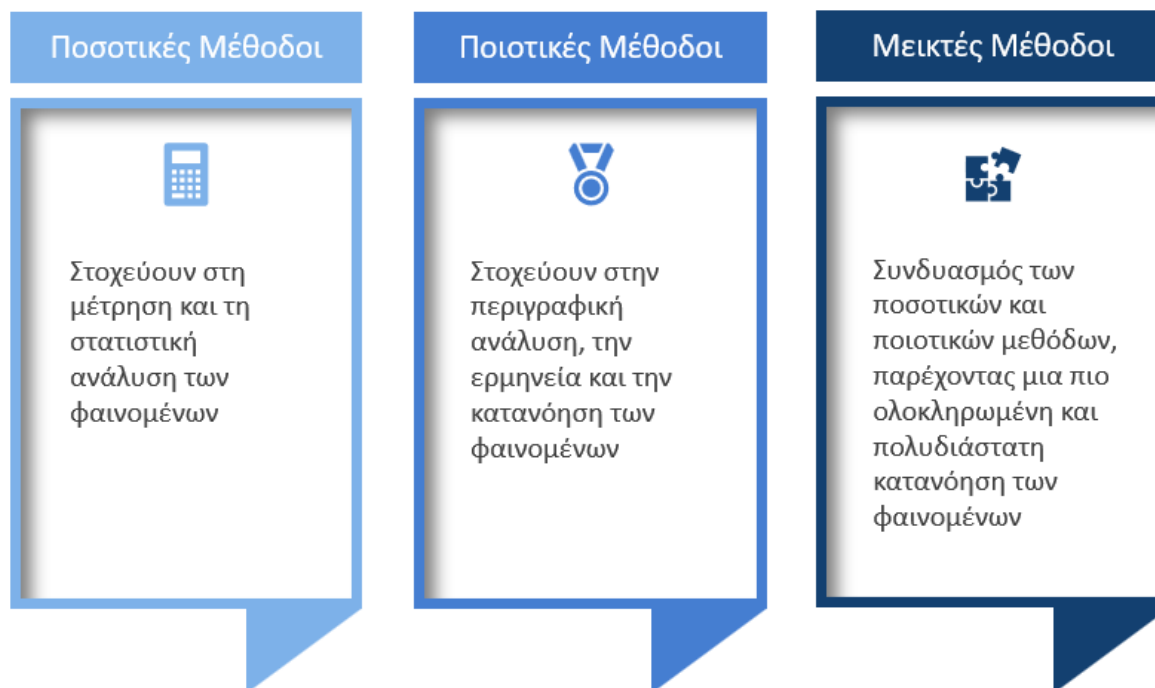 Ποσοτικές Μέθοδοι
Στοχεύουν στη
μέτρηση και τη
στατιστική
ανάλυση των
φαινομένων
Ποιοτικές Μέθοδοι
Στοχεύουν στην
περιγραφική
ανάλυση, την
ερμηνεία και την
κατανόηση των
φαινομένων
Μεικτές Μέθοδοι
Συνδυασμός των
ποσοτικών και
ποιοτικών μεθόδων,
παρέχοντας μια πιο
ολοκληρωμένη και
πολυδιάστατη
κατανόηση των
φαινομένων